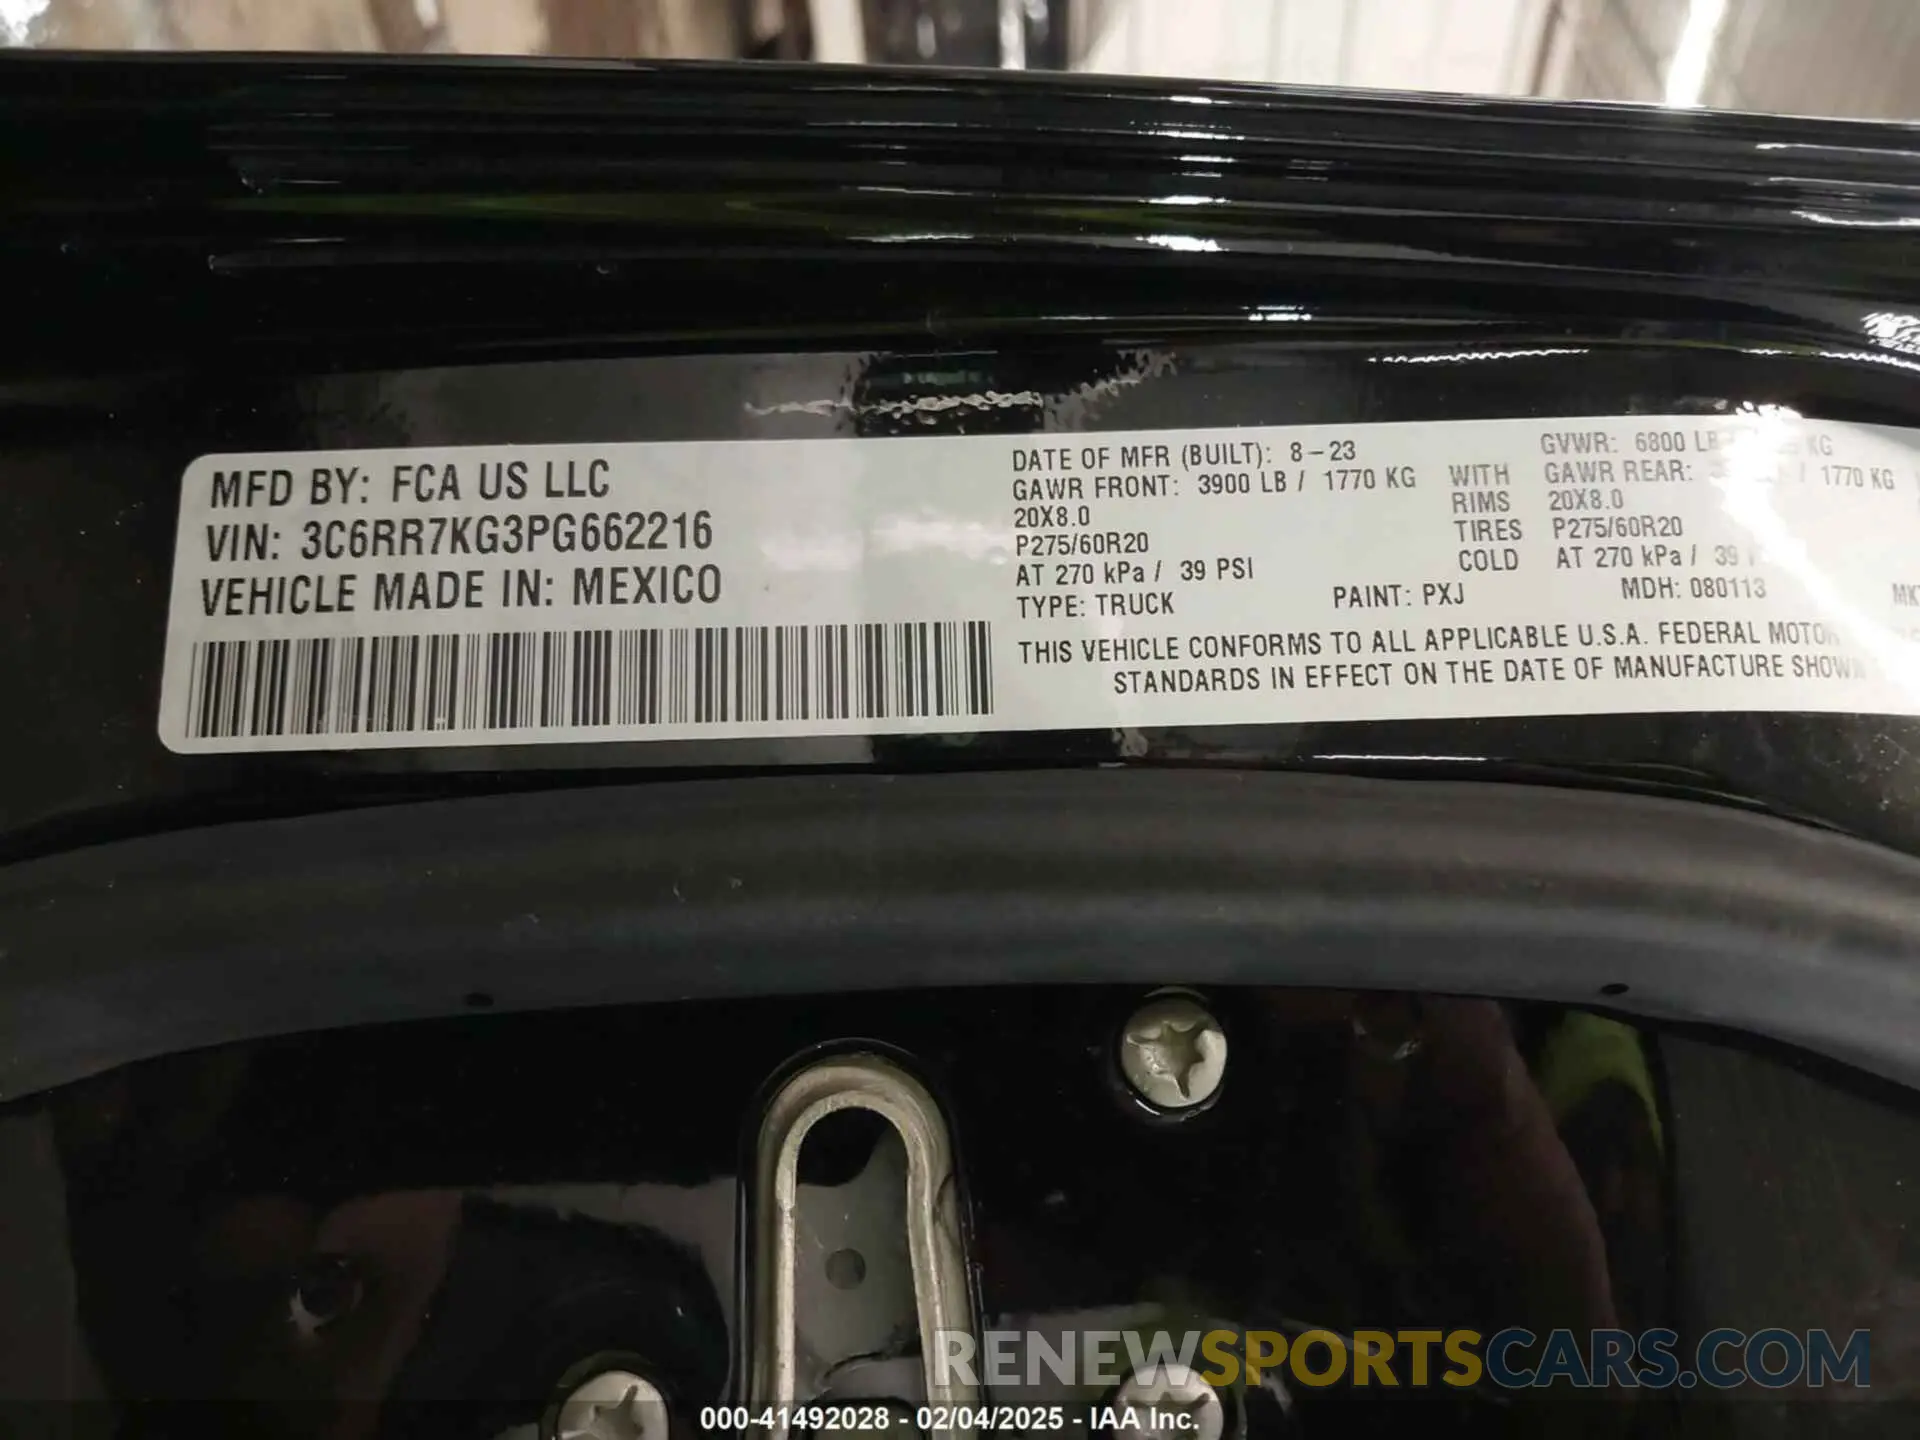 MFD BY: FCA US LLC
VIN: 3C6RR7KG3PG662216
VEHICLE MADE IN: MEXICO
DATE OF MFR (BUILT): 8-23
GAWR FRONT: 3900 LB / 1770 KG
20X8.0
P275/60R20
AT 270 kPa / 39 PSI
TYPE: TRUCK
WITH
RIMS
TIRES
COLD
GVWR: 6800 LB KG
GAWR REAR: / 1770 KG
20X8.0
P275/60R20
AT 270 kPa / 39
PAINT: PXJ
MDH: 080113
THIS VEHICLE CONFORMS TO ALL APPLICABLE U.S.A. FEDERAL MOTOR
STANDARDS IN EFFECT ON THE DATE OF MANUFACTURE SHOWN
RENEWSPORTSCARS.COM
000-41492028 - 02/04/2025 - IAA Inc.